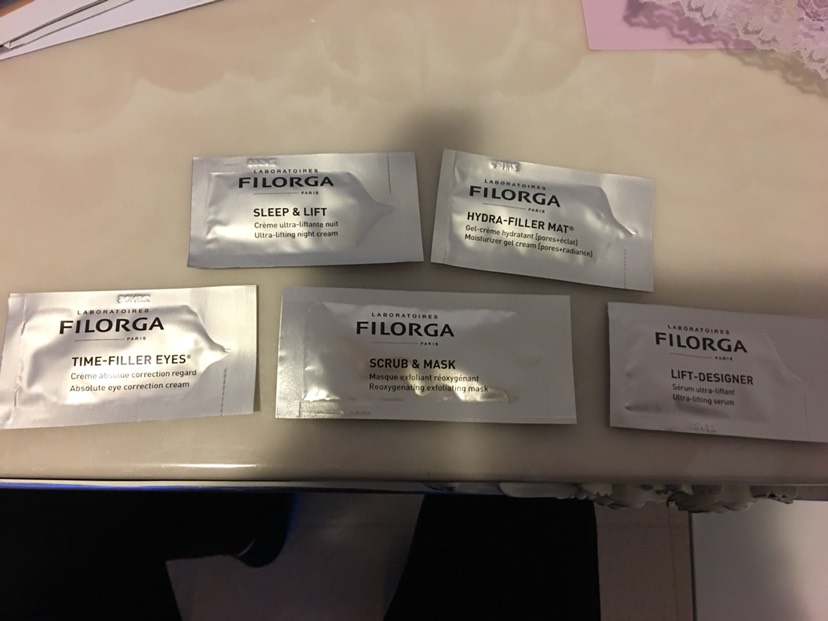 LABORATOIRES
FILORGA
PARIS
SLEEP & LIFT
Crème ultra-liftante nuit
Ultra-lifting night cream
LABORATOIRES
FILORGA
PARIS
HYDRA-FILLER MAT®
Gel-crème hydratant [pores+éclat]
Moisturizer gel cream [pores+radiance]
LABORATOIRES
FILORGA
PARIS
TIME-FILLER EYES®
Crème absolue correction regard
Absolute eye correction cream
LABORATOIRES
FILORGA
PARIS
SCRUB & MASK
Masque exfoliant réoxygénant
Reoxygenating exfoliating mask
LABORATOIRES
FILORGA
PARIS
LIFT-DESIGNER
Sérum ultra-liftant
Ultra-lifting serum